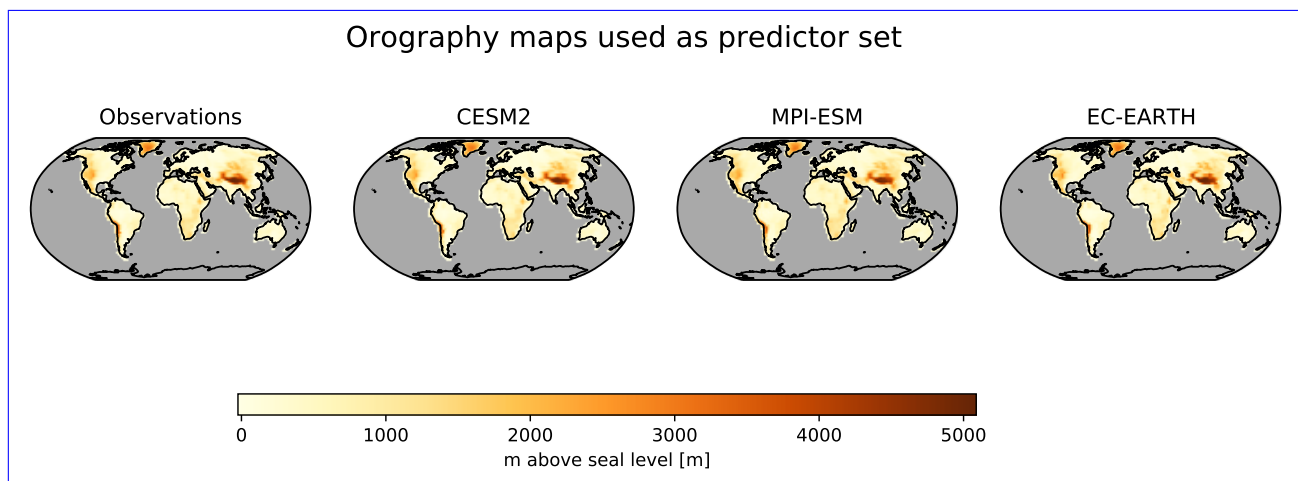 Orography maps used as predictor set
Observations
CESM2
MPI-ESM
EC-EARTH
0 1000 2000 3000 4000 5000
m above seal level [m]